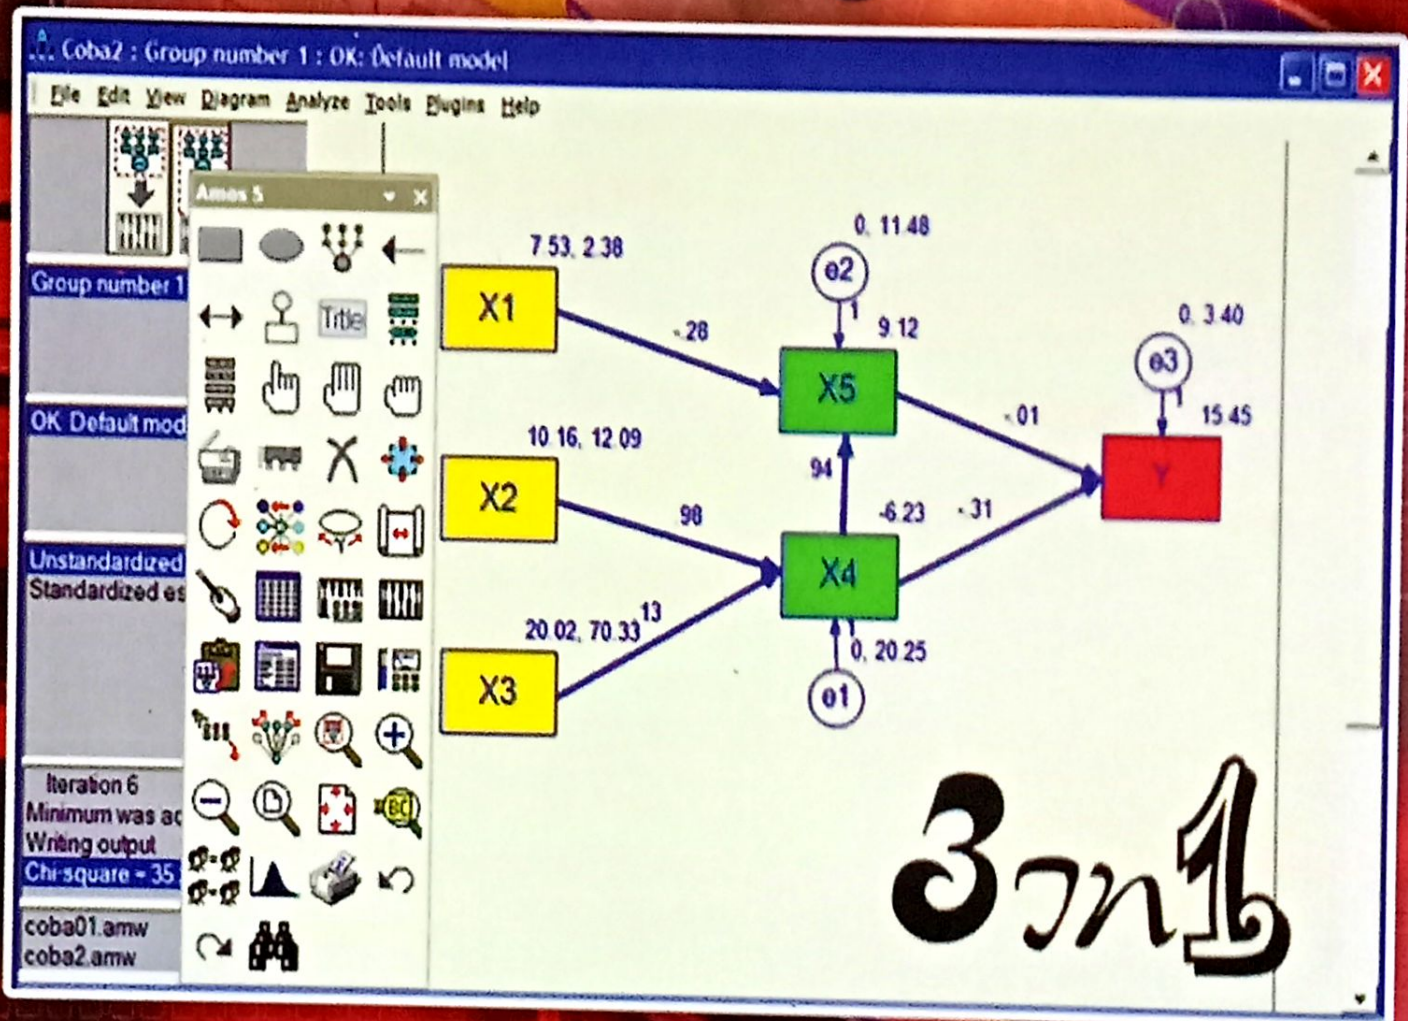 Coba2 : Group number 1 : OK: Default model
File Edit View Diagram Analyze Tools Plugins Help
Amos 5
Title
Group number 1
OK Default mod
Unstandardized
Standardized es
Iteration 6
Minimum was ac
Writing output
Chi-square = 35
coba01.amw
coba2.amw
7.53, 2.38
X1
-.28
0, 11.48
e2
1
9.12
X5
0, 3.40
e3
1
15.45
Y
-.01
10.16, 12.09
X2
.98
.94
-6.23
-.31
X4
20.02, 70.33
.13
X3
1
0, 20.25
e1
3 in 1